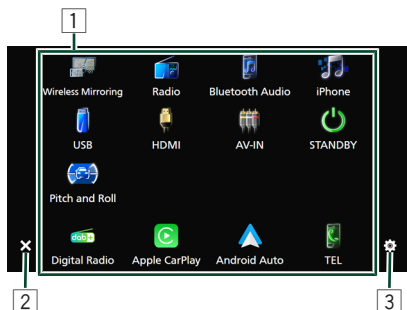 1
Wireless Mirroring Radio Bluetooth Audio iPhone
USB HDMI AV-IN STANDBY
Pitch and Roll
dab+
Digital Radio Apple CarPlay Android Auto TEL
2 3